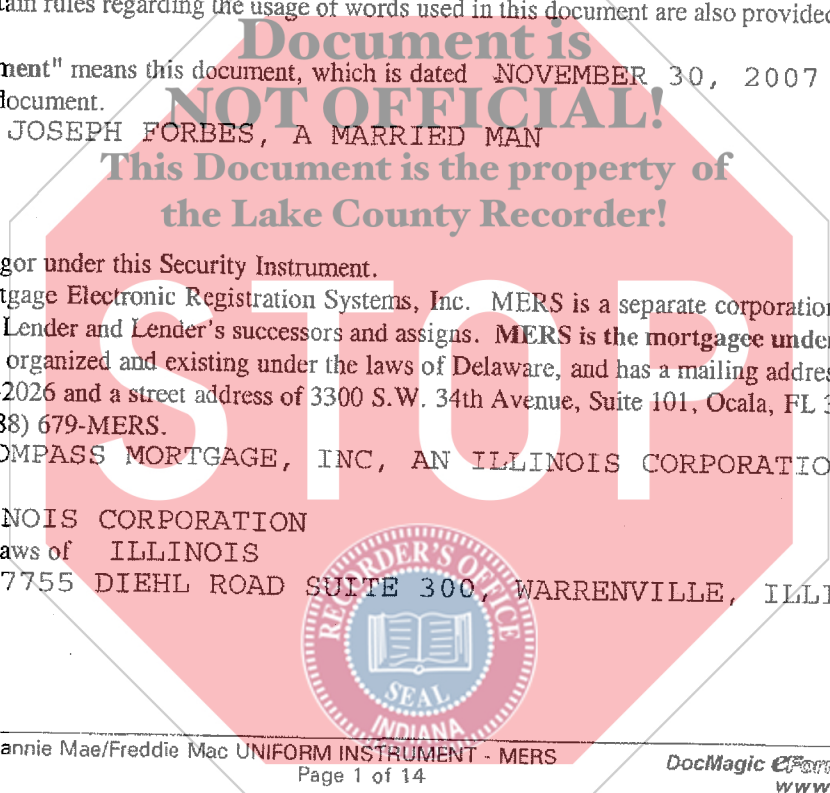 tain rules regarding the usage of words used in this document are also provided
Document is
ment" means this document, which is dated NOVEMBER 30, 2007
document.
NOT OFFICIAL!
JOSEPH FORBES, A MARRIED MAN
This Document is the property of
the Lake County Recorder!
gor under this Security Instrument.
tgage Electronic Registration Systems, Inc. MERS is a separate corporation
Lender and Lender's successors and assigns. MERS is the mortgagee under
organized and existing under the laws of Delaware, and has a mailing addres
-2026 and a street address of 3300 S.W. 34th Avenue, Suite 101, Ocala, FL 3
88) 679-MERS.
STOP
OMPASS MORTGAGE, INC, AN ILLINOIS CORPORATIO
NOIS CORPORATION
aws of ILLINOIS
7755 DIEHL ROAD SUITE 300, WARRENVILLE, ILLI
RECORDER'S OFFICE
SEAL
INDIANA
annie Mae/Freddie Mac UNIFORM INSTRUMENT - MERS
Page 1 of 14
DocMagic eForm
www